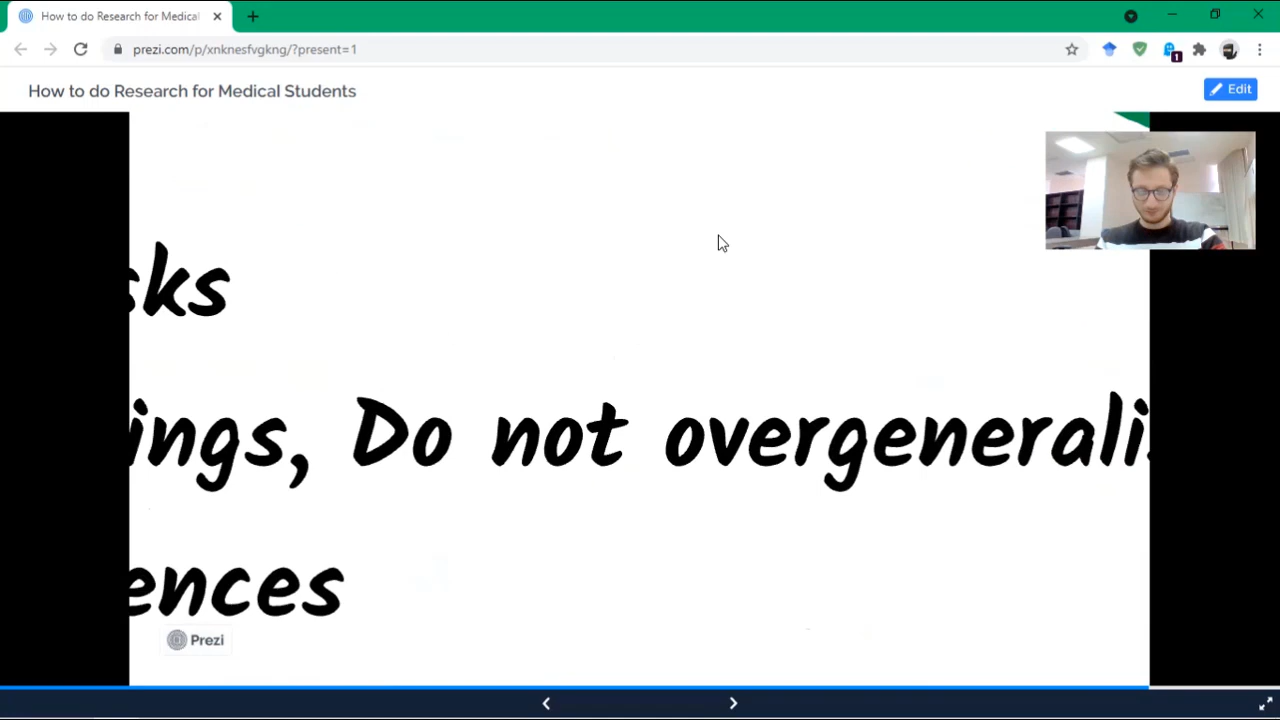 How to do Research for Medical
prezi.com/p/xnknesfvgkng/?present=1
1
How to do Research for Medical Students
Edit
sks
ings, Do not overgenerali
ences
Prezi